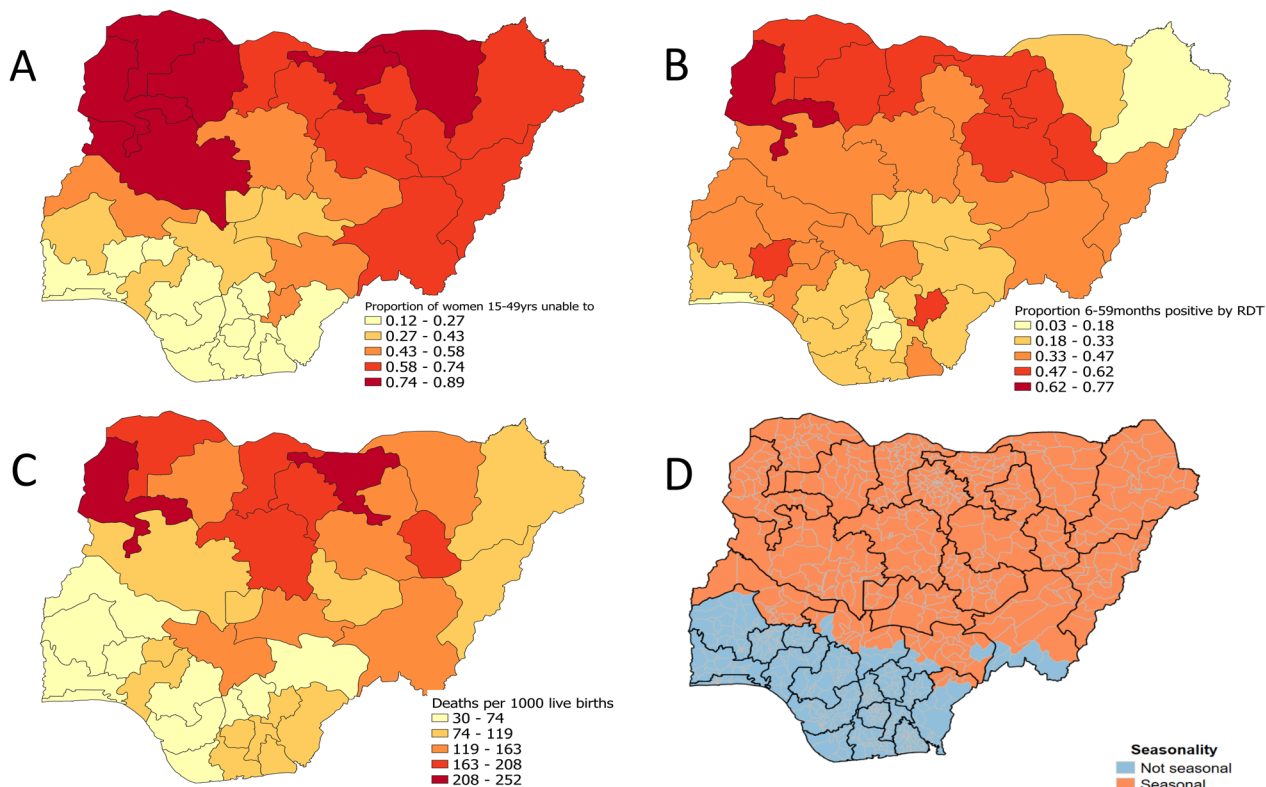 A
Proportion of women 15-49yrs unable to
0.12 - 0.27
0.27 - 0.43
0.43 - 0.58
0.58 - 0.74
0.74 - 0.89
B
Proportion 6-59months positive by RDT
0.03 - 0.18
0.18 - 0.33
0.33 - 0.47
0.47 - 0.62
0.62 - 0.77
C
Deaths per 1000 live births
30 - 74
74 - 119
119 - 163
163 - 208
208 - 252
D
Seasonality
Not seasonal
Seasonal